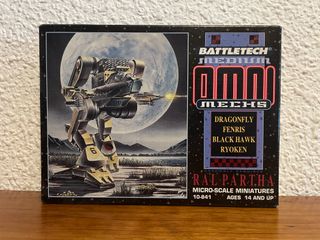 BATTLETECH
MEDIUM
OMNI
MECHS
DRAGONFLY
FENRIS
BLACK HAWK
RYOKEN
RAL PARTHA
MICRO-SCALE MINIATURES
10-841 AGES 14 AND UP